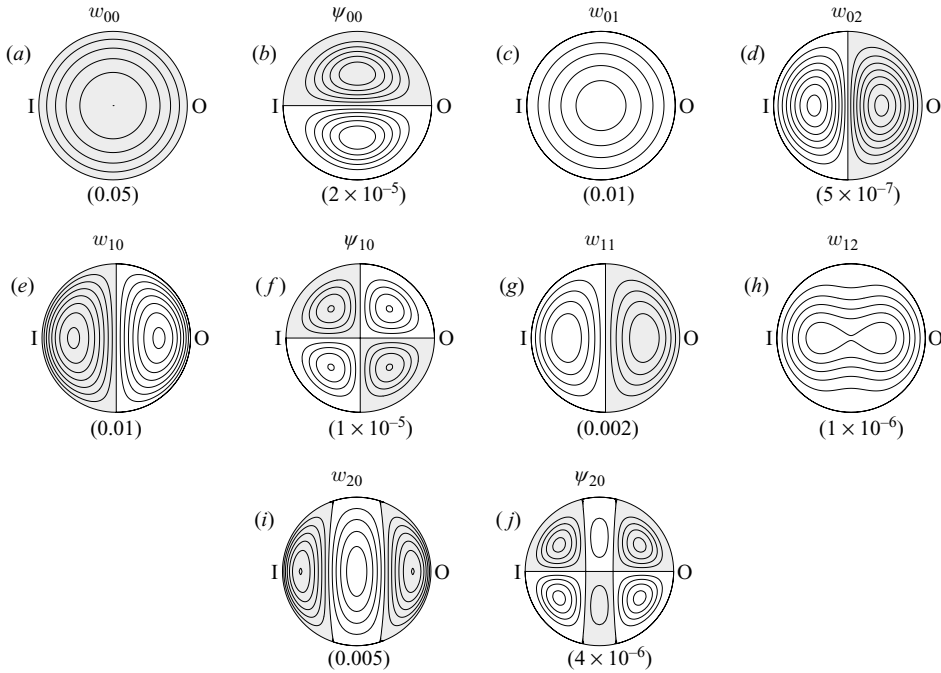 w00 ψ00 w01 w02
(a) (b) (c) (d)
I O I O I O I O
(0.05) (2 × 10–5) (0.01) (5 × 10–7)
w10 ψ10 w11 w12
(e) (f) (g) (h)
I O I O I O I O
(0.01) (1 × 10–5) (0.002) (1 × 10–6)
w20 ψ20
(i) (j)
I O I O
(0.005) (4 × 10–6)